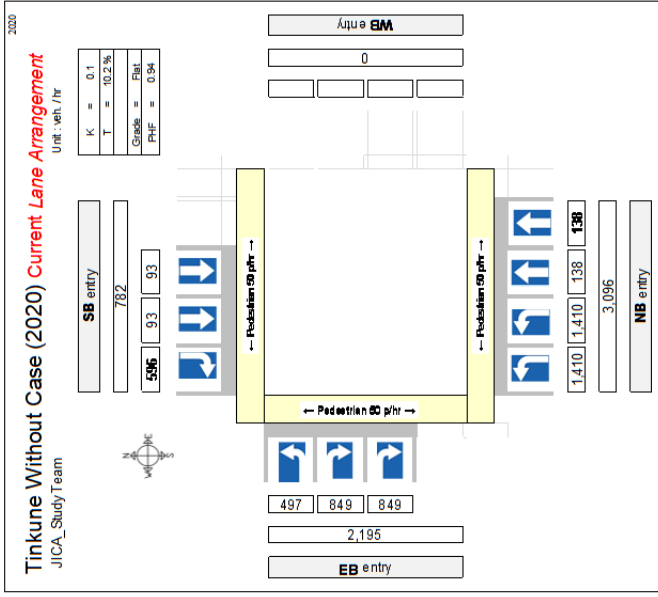 2020
Tinkune Without Case (2020) Current Lane Arrangement
JICA_Study Team
Unit : veh. / hr
K = 0.1
T = 10.2 %
Grade = Flat
PHF = 0.94
SB entry
782
596 93 93
N
W E
S
← Pedestrian 50 p/hr →
WB entry
0
← Pedestrian 50 p/hr →
497
849
849
2,195
EB entry
← Pedestrian 50 p/hr →
1,410 1,410 138 138
3,096
NB entry